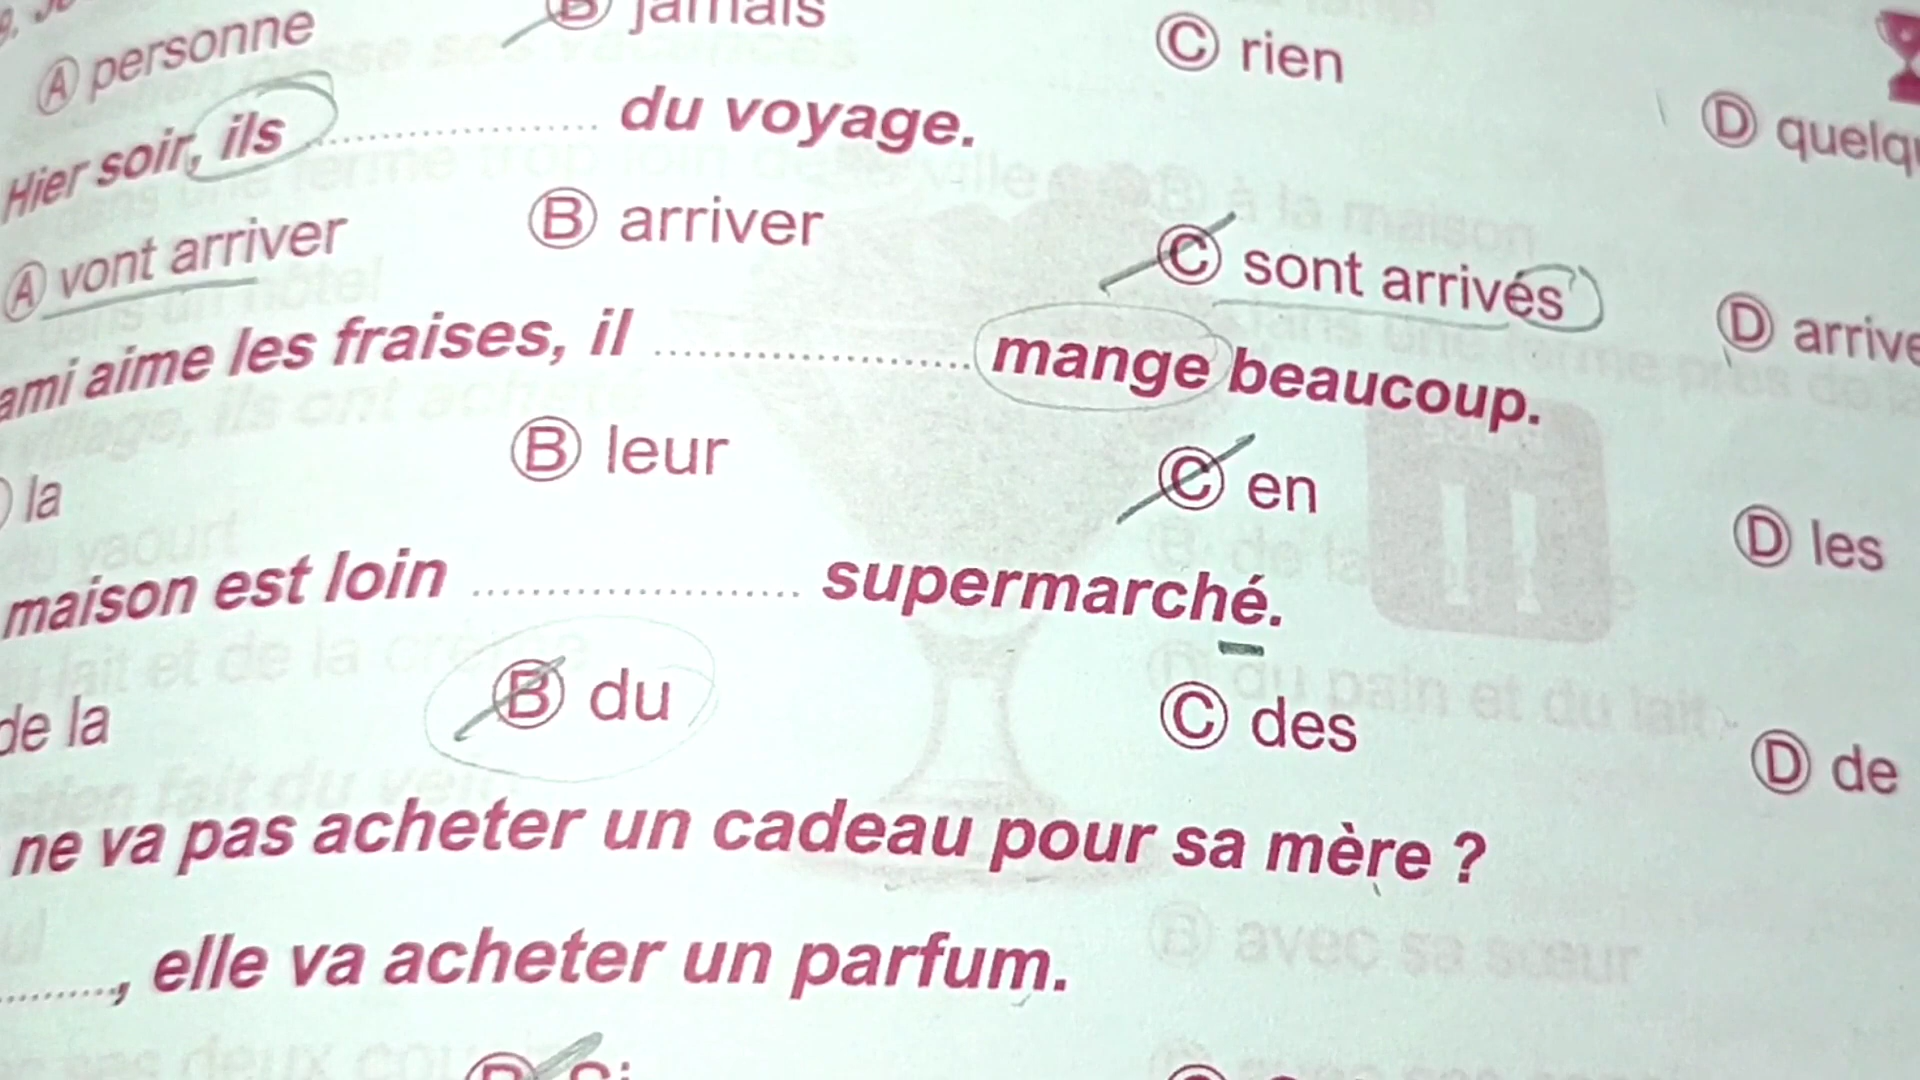 A personne B jamais C rien D
Hier soir, ils .............. du voyage.
A vont arriver B arriver C sont arrivés D
ami aime les fraises, il .............. mange beaucoup.
la B leur C en D les
maison est loin .............. supermarché.
de la B du C des D de
ne va pas acheter un cadeau pour sa mère ?
........, elle va acheter un parfum.